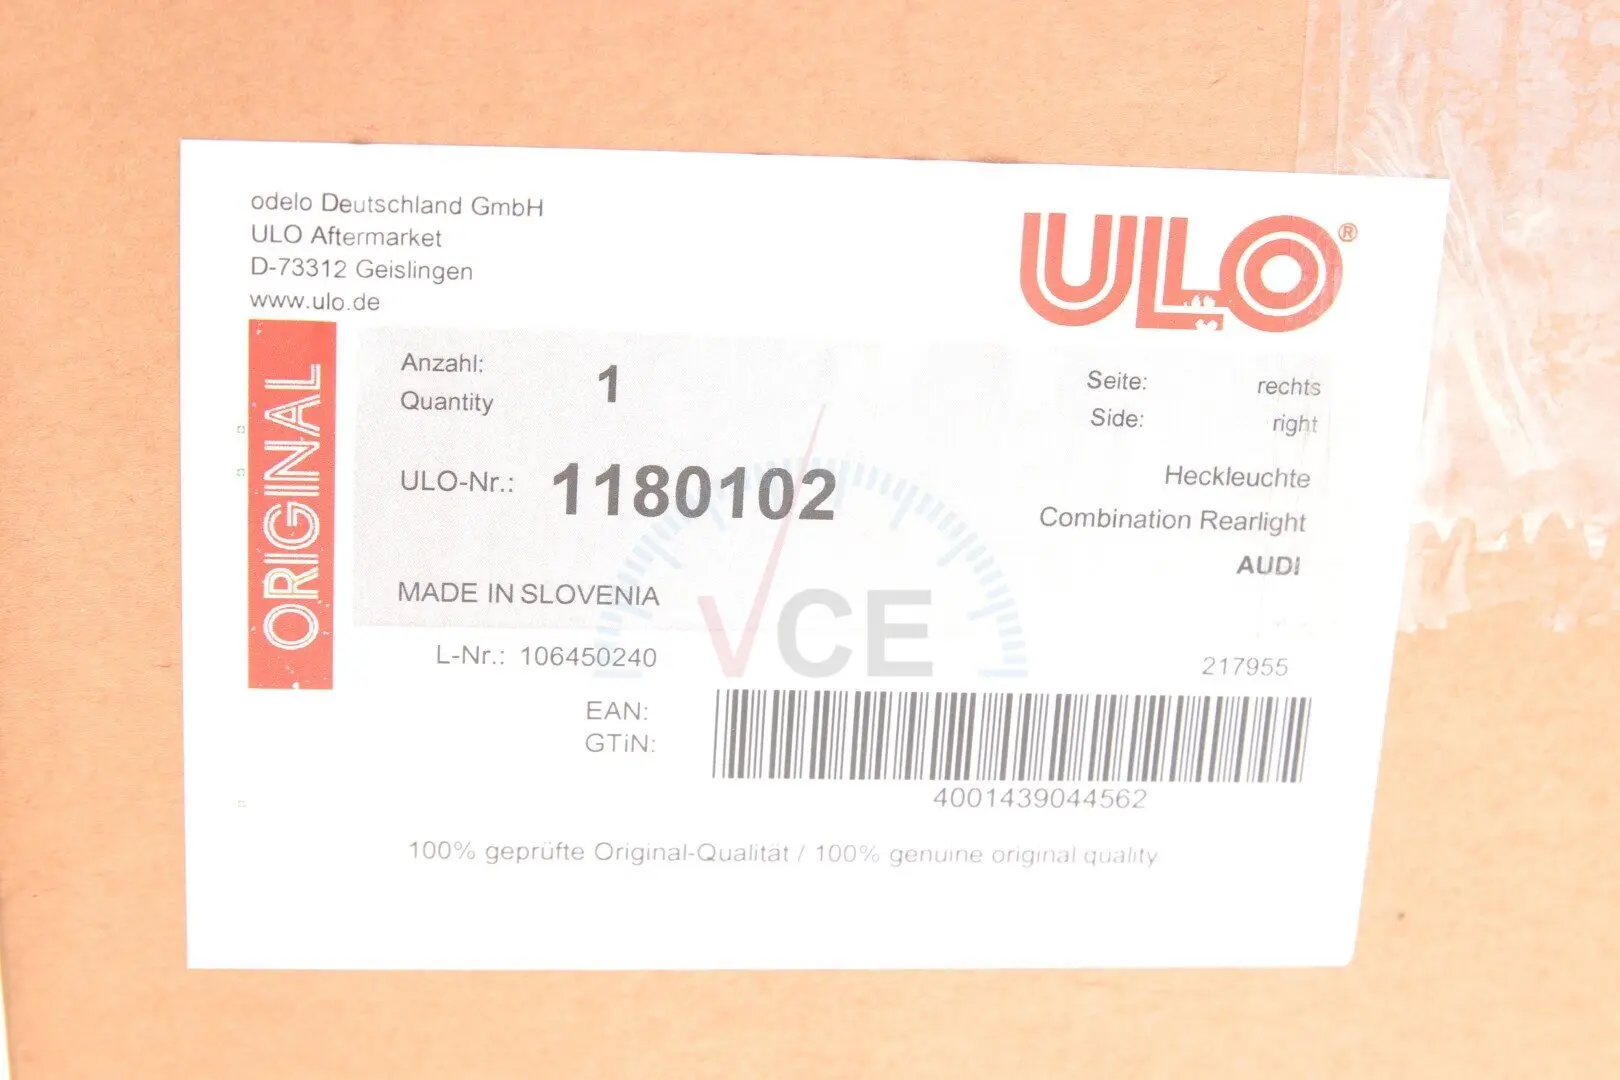 odelo Deutschland GmbH
ULO Aftermarket
D-73312 Geislingen
www.ulo.de
ULO®
ORIGINAL
Anzahl: 1
Quantity
Seite: rechts
Side: right
ULO-Nr.: 1180102
Heckleuchte
Combination Rearlight
AUDI
MADE IN SLOVENIA
VCE
L-Nr.: 106450240
217955
EAN:
GTiN:
4001439044562
100% geprüfte Original-Qualität / 100% genuine original quality